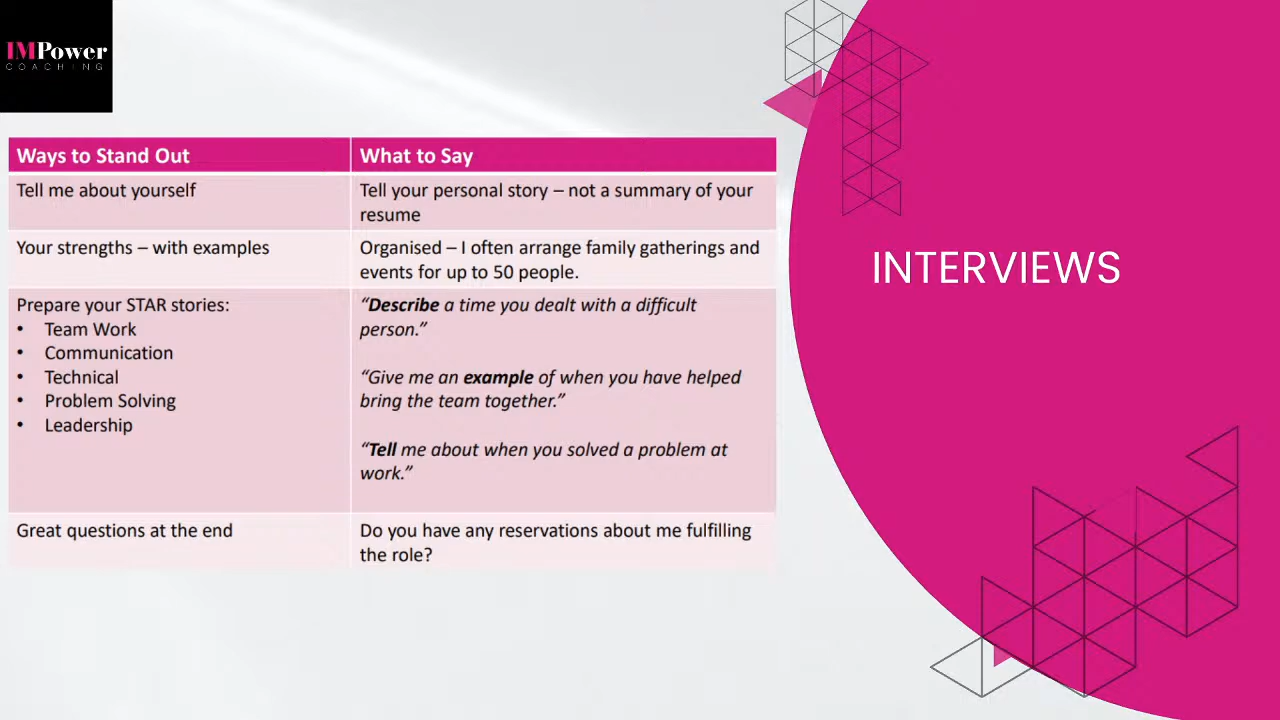 IMPower
COACHING
Ways to Stand Out
What to Say
Tell me about yourself
Tell your personal story – not a summary of your
resume
Your strengths – with examples
Organised – I often arrange family gatherings and
events for up to 50 people.
Prepare your STAR stories:
• Team Work
• Communication
• Technical
• Problem Solving
• Leadership
“Describe a time you dealt with a difficult
person.”
“Give me an example of when you have helped
bring the team together.”
“Tell me about when you solved a problem at
work.”
Great questions at the end
Do you have any reservations about me fulfilling
the role?
INTERVIEWS